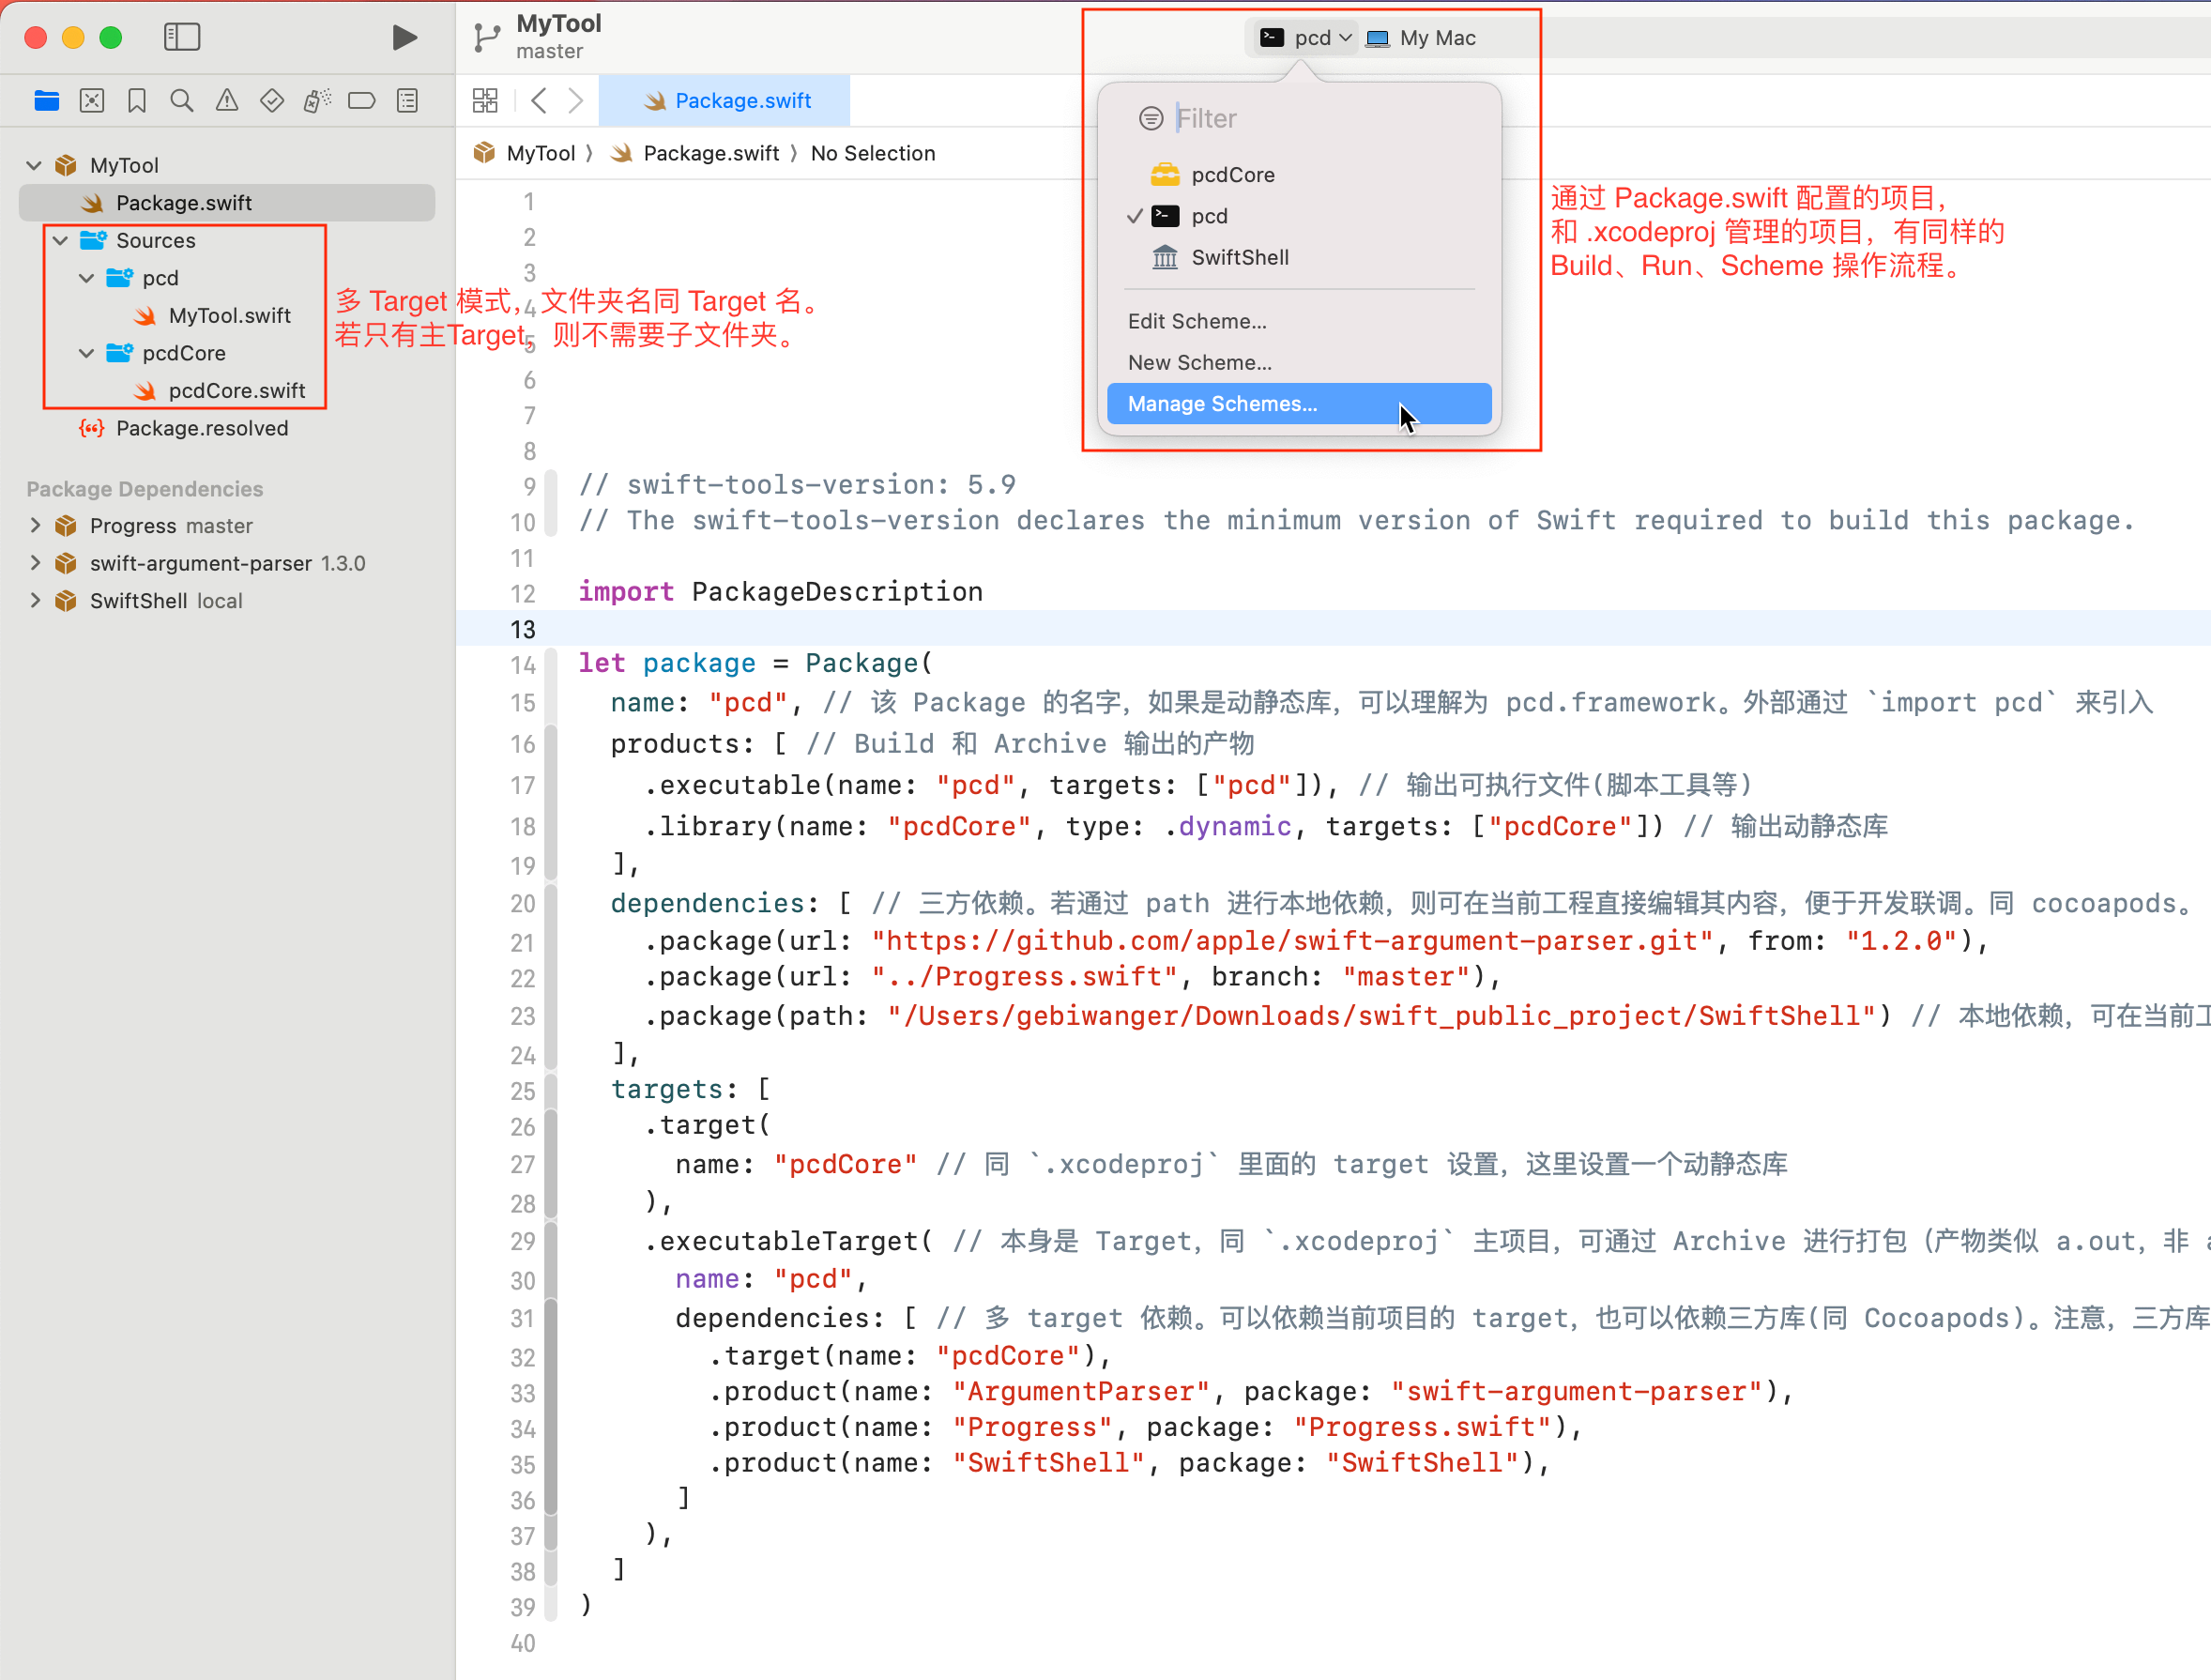 MyTool
master
pcd
My Mac
Package.swift
MyTool
Package.swift
No Selection
MyTool
Package.swift
Sources
pcd
MyTool.swift
pcdCore
pcdCore.swift
Package.resolved
Package Dependencies
Progress master
swift-argument-parser 1.3.0
SwiftShell local
多 Target 模式，文件夹名同 Target 名。
若只有主Target，则不需要子文件夹。
Filter
pcdCore
pcd
SwiftShell
Edit Scheme...
New Scheme...
Manage Schemes...
通过 Package.swift 配置的项目，
和 .xcodeproj 管理的项目，有同样的
Build、Run、Scheme 操作流程。
1
2
3
4
5
6
7
8
9 // swift-tools-version: 5.9
10 // The swift-tools-version declares the minimum version of Swift required to build this package.
11
12 import PackageDescription
13
14 let package = Package(
15 name: "pcd", // 该 Package 的名字，如果是动静态库，可以理解为 pcd.framework。外部通过 `import pcd` 来引入
16 products: [ // Build 和 Archive 输出的产物
17 .executable(name: "pcd", targets: ["pcd"]), // 输出可执行文件(脚本工具等)
18 .library(name: "pcdCore", type: .dynamic, targets: ["pcdCore"]) // 输出动静态库
19 ],
20 dependencies: [ // 三方依赖。若通过 path 进行本地依赖，则可在当前工程直接编辑其内容，便于开发联调。同 cocoapods。
21 .package(url: "https://github.com/apple/swift-argument-parser.git", from: "1.2.0"),
22 .package(url: "../Progress.swift", branch: "master"),
23 .package(path: "/Users/gebiwanger/Downloads/swift_public_project/SwiftShell") // 本地依赖，可在当前工
24 ],
25 targets: [
26 .target(
27 name: "pcdCore" // 同 `.xcodeproj` 里面的 target 设置，这里设置一个动静态库
28 ),
29 .executableTarget( // 本身是 Target，同 `.xcodeproj` 主项目，可通过 Archive 进行打包（产物类似 a.out，非 a
30 name: "pcd",
31 dependencies: [ // 多 target 依赖。可以依赖当前项目的 target，也可以依赖三方库(同 Cocoapods)。注意，三方库
32 .target(name: "pcdCore"),
33 .product(name: "ArgumentParser", package: "swift-argument-parser"),
34 .product(name: "Progress", package: "Progress.swift"),
35 .product(name: "SwiftShell", package: "SwiftShell"),
36 ]
37 ),
38 ]
39 )
40